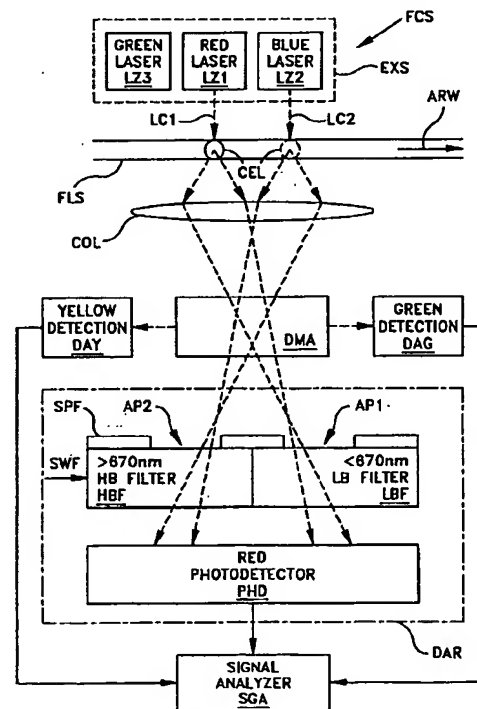 FCS
GREEN LASER LZ3
RED LASER LZ1
BLUE LASER LZ2
EXS
LC1
LC2
ARW
CEL
FLS
COL
YELLOW DETECTION DAY
DMA
GREEN DETECTION DAG
SPF
AP2
AP1
SWF
>670nm HB FILTER HBF
<670nm LB FILTER LBF
RED PHOTODETECTOR PHD
DAR
SIGNAL ANALYZER SGA